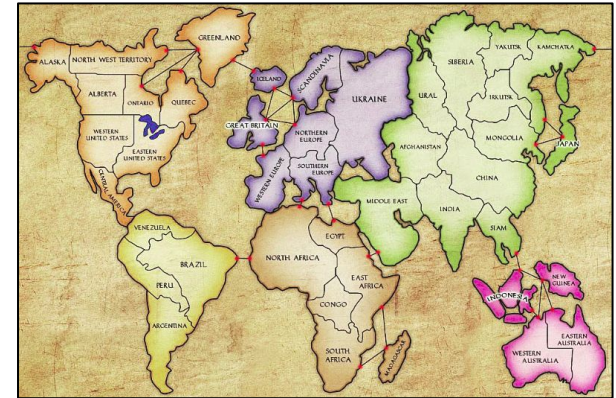 GREENLAND
ALASKA
NORTH WEST TERRITORY
ALBERTA
ONTARIO
QUEBEC
WESTERN
UNITED STATES
EASTERN
UNITED STATES
CENTRAL AMERICA
VENEZUELA
BRAZIL
PERU
ARGENTINA
ICELAND
SCANDINAVIA
GREAT BRITAIN
UKRAINE
NORTHERN
EUROPE
SOUTHERN
EUROPE
WESTERN EUROPE
NORTH AFRICA
EGYPT
EAST
AFRICA
CONGO
SOUTH
AFRICA
MADAGASCAR
SIBERIA
YAKUTSK
KAMCHATKA
URAL
IRKUTSK
MONGOLIA
JAPAN
AFGHANISTAN
CHINA
MIDDLE EAST
INDIA
SIAM
INDONESIA
NEW
GUINEA
WESTERN
AUSTRALIA
EASTERN
AUSTRALIA